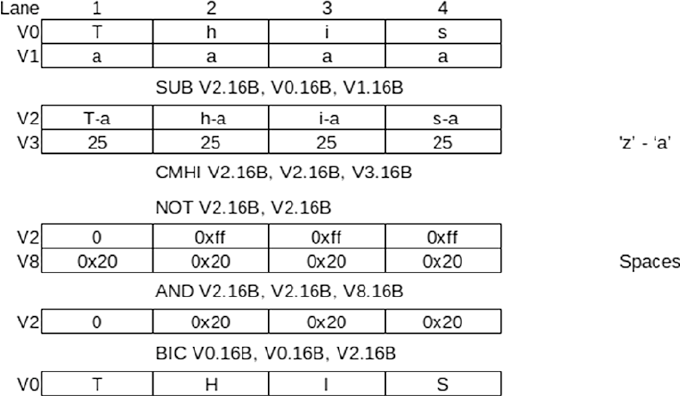 Lane 1 2 3 4
V0 T h i s
V1 a a a a
SUB V2.16B, V0.16B, V1.16B
V2 T-a h-a i-a s-a
V3 25 25 25 25 'z' - 'a'
CMHI V2.16B, V2.16B, V3.16B
NOT V2.16B, V2.16B
V2 0 0xff 0xff 0xff
V8 0x20 0x20 0x20 0x20 Spaces
AND V2.16B, V2.16B, V8.16B
V2 0 0x20 0x20 0x20
BIC V0.16B, V0.16B, V2.16B
V0 T H I S